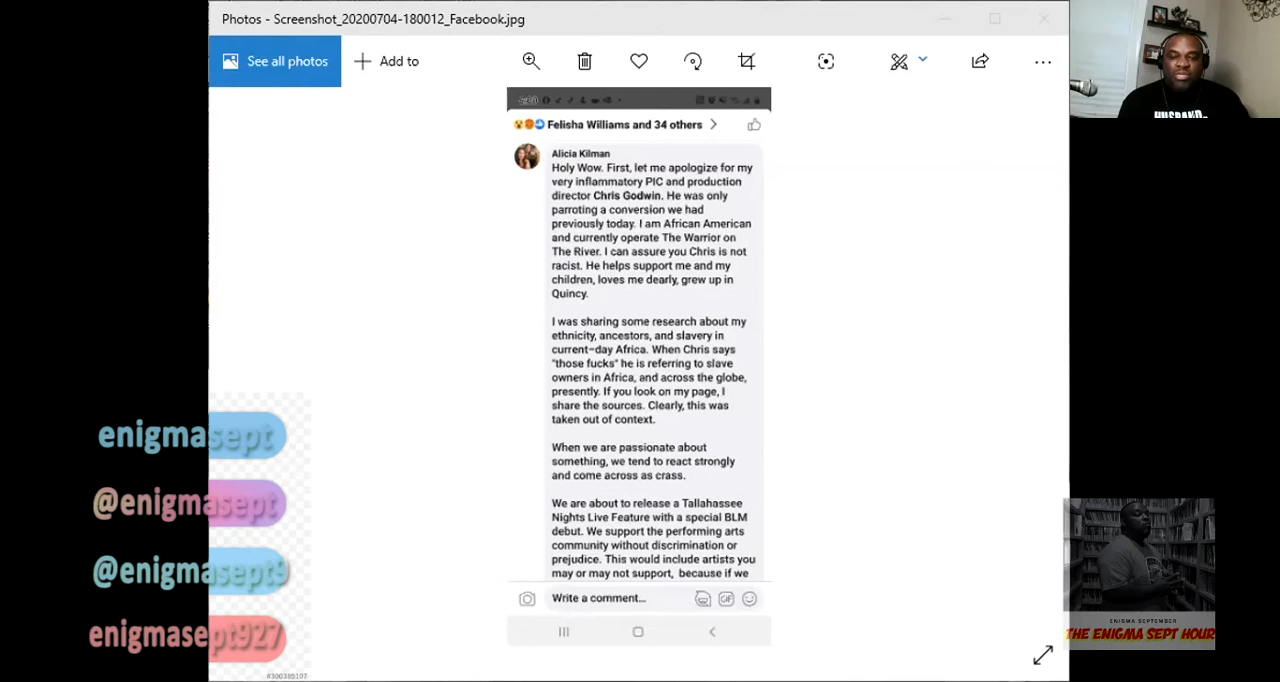 Photos - Screenshot_20200704-180012_Facebook.jpg
See all photos
Add to
Felisha Williams and 34 others
Alicia Kilman
Holy Wow. First, let me apologize for my
very inflammatory PIC and production
director Chris Godwin. He was only
parroting a conversion we had
previously today. I am African American
and currently operate The Warrior on
The River. I can assure you Chris is not
racist. He helps support me and my
children, loves me dearly, grew up in
Quincy.
I was sharing some research about my
ethnicity, ancestors, and slavery in
current-day Africa. When Chris says
"those fucks" he is referring to slave
owners in Africa, and across the globe,
presently. If you look on my page, I
share the sources. Clearly, this was
taken out of context.
When we are passionate about
something, we tend to react strongly
and come across as crass.
We are about to release a Tallahassee
Nights Live Feature with a special BLM
debut. We support the performing arts
community without discrimination or
prejudice. This would include artists you
may or may not support, because if we
Write a comment...
GIF
enigmasept
@enigmasept
@enigmasept9
enigmasept927
#300385107
HUSBAND.
ENIGMA SEPTEMBER
THE ENIGMA SEPT HOUR